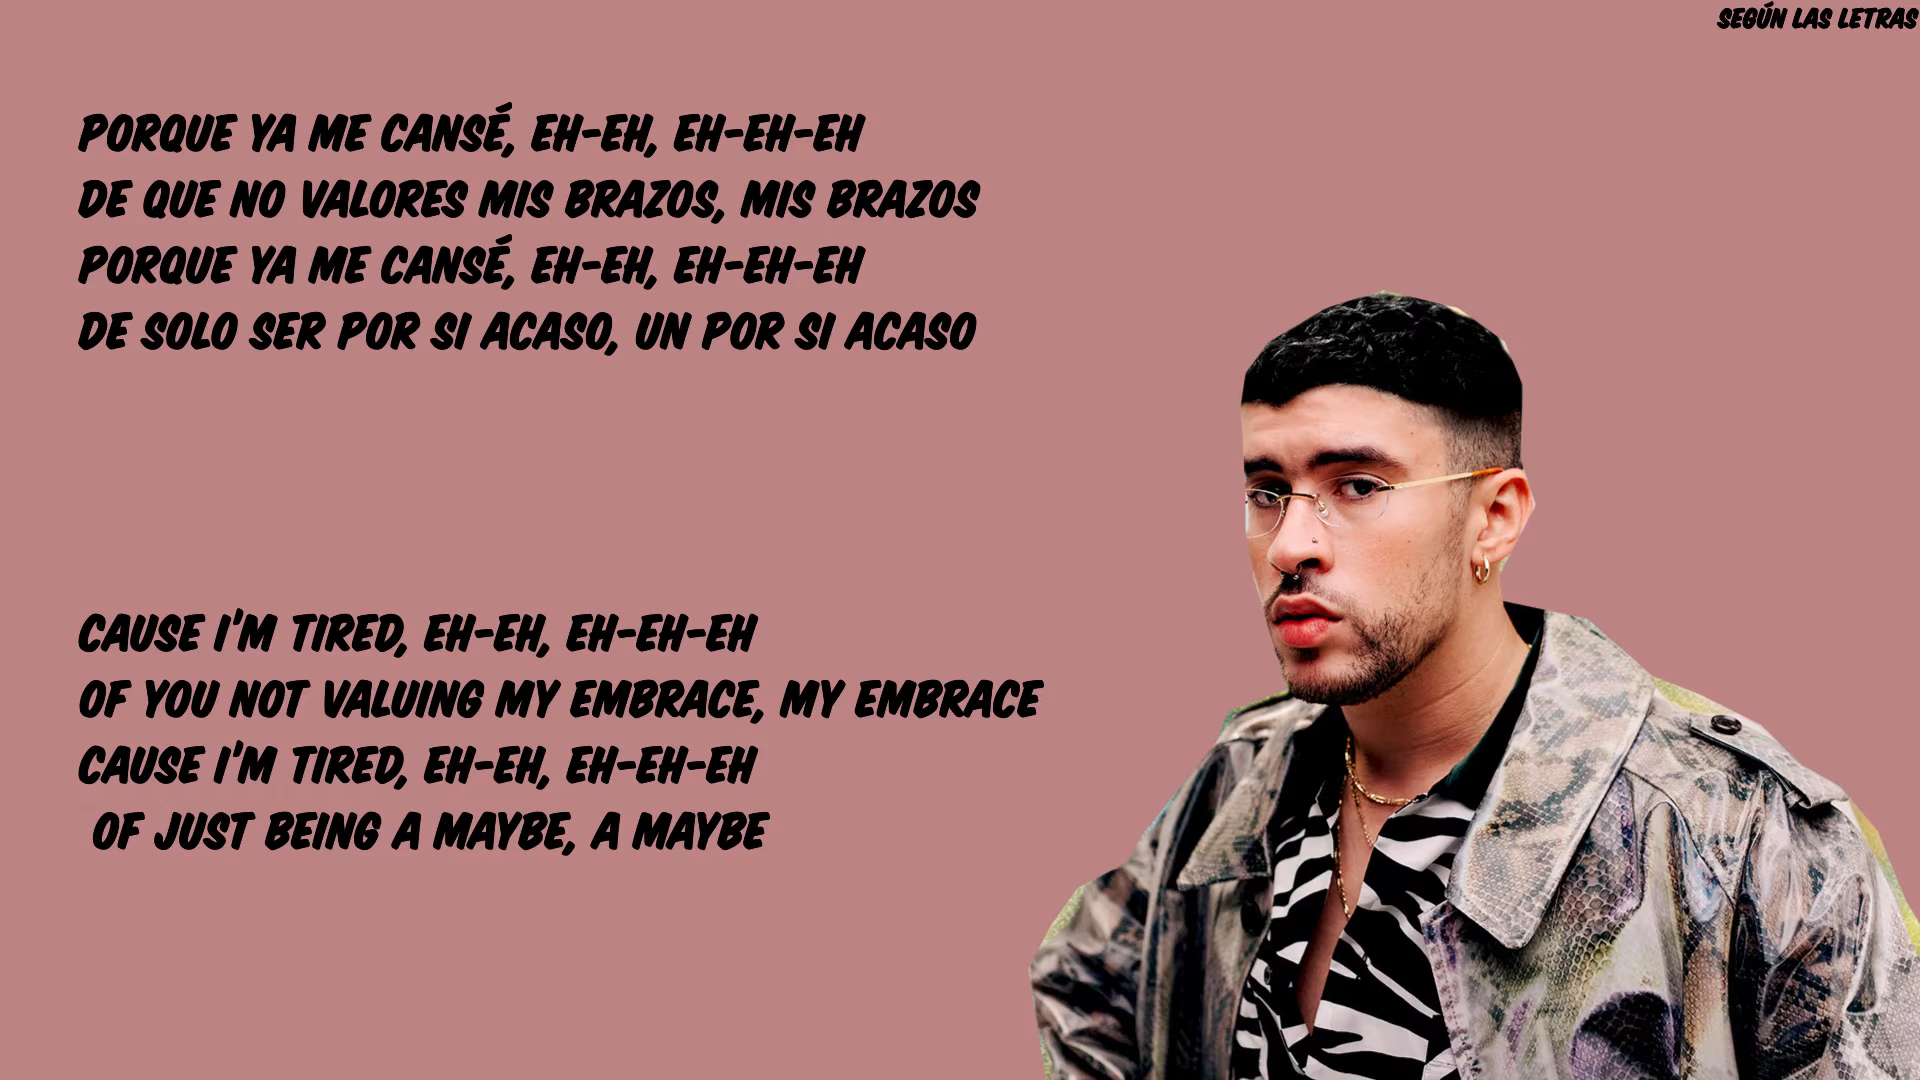 SEGÚN LAS LETRAS
PORQUE YA ME CANSÉ, EH-EH, EH-EH-EH
DE QUE NO VALORES MIS BRAZOS, MIS BRAZOS
PORQUE YA ME CANSÉ, EH-EH, EH-EH-EH
DE SOLO SER POR SI ACASO, UN POR SI ACASO
CAUSE I'M TIRED, EH-EH, EH-EH-EH
OF YOU NOT VALUING MY EMBRACE, MY EMBRACE
CAUSE I'M TIRED, EH-EH, EH-EH-EH
OF JUST BEING A MAYBE, A MAYBE